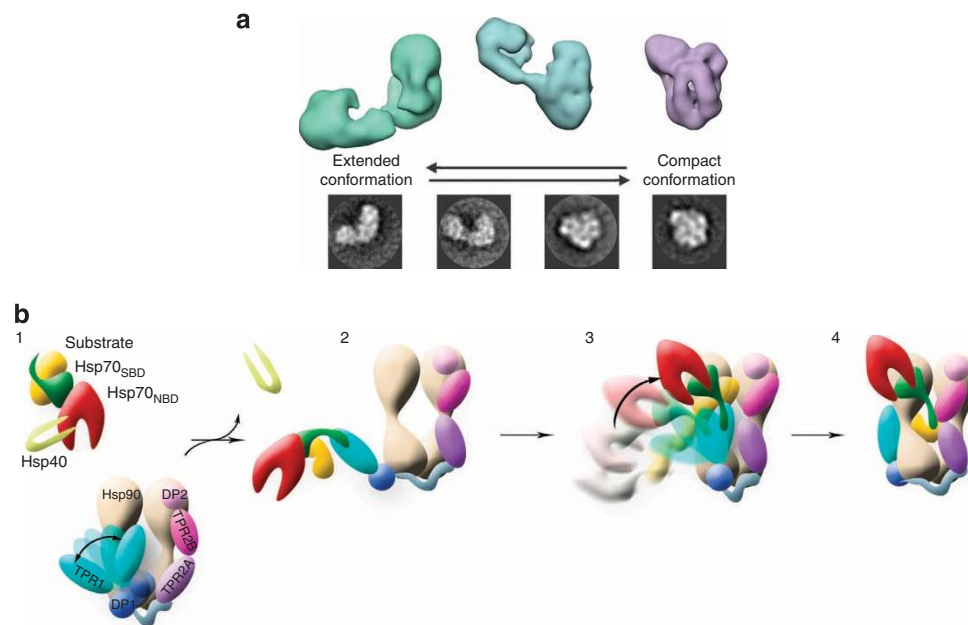 a
Extended
conformation
Compact
conformation
b
1
Substrate
Hsp70SBD
Hsp70NBD
Hsp40
Hsp90
DP2
TPR2B
TPR2A
TPR1
DP1
2
3
4